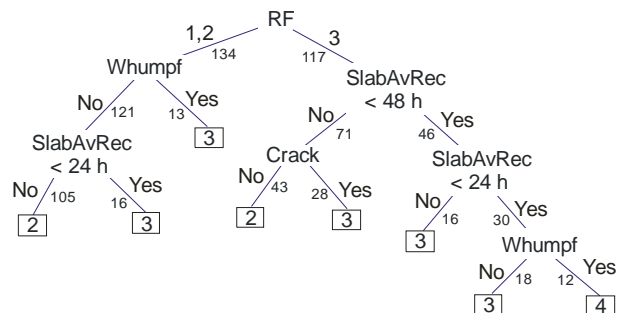 RF
1,2 3
134 117
Whumpf SlabAvRec
< 48 h
No Yes No Yes
121 13 71 46
SlabAvRec 3 Crack SlabAvRec
< 24 h < 24 h
No Yes No Yes No Yes
105 16 43 28 16 30
2 3 2 3 3 Whumpf
No Yes
18 12
3 4